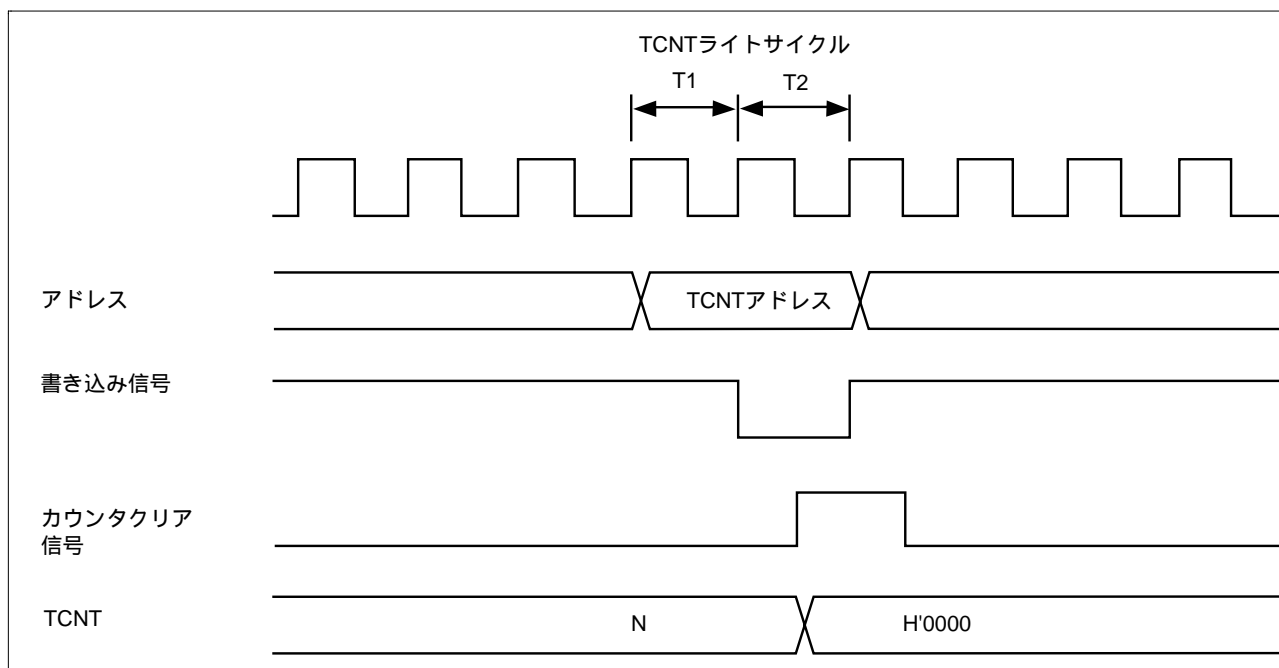 TCNTライトサイクル
T1
T2
アドレス
TCNTアドレス
書き込み信号
カウンタクリア
信号
TCNT
N
H'0000